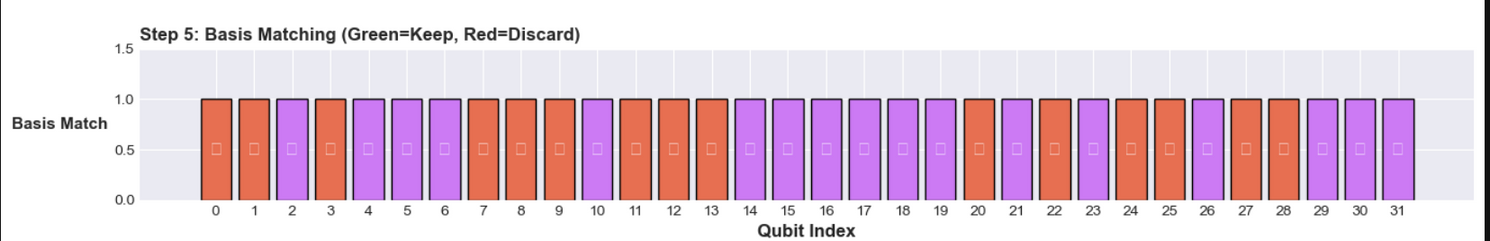 Step 5: Basis Matching (Green=Keep, Red=Discard)
1.5
1.0
Basis Match
0.5
0.0
0 1 2 3 4 5 6 7 8 9 10 11 12 13 14 15 16 17 18 19 20 21 22 23 24 25 26 27 28 29 30 31
Qubit Index